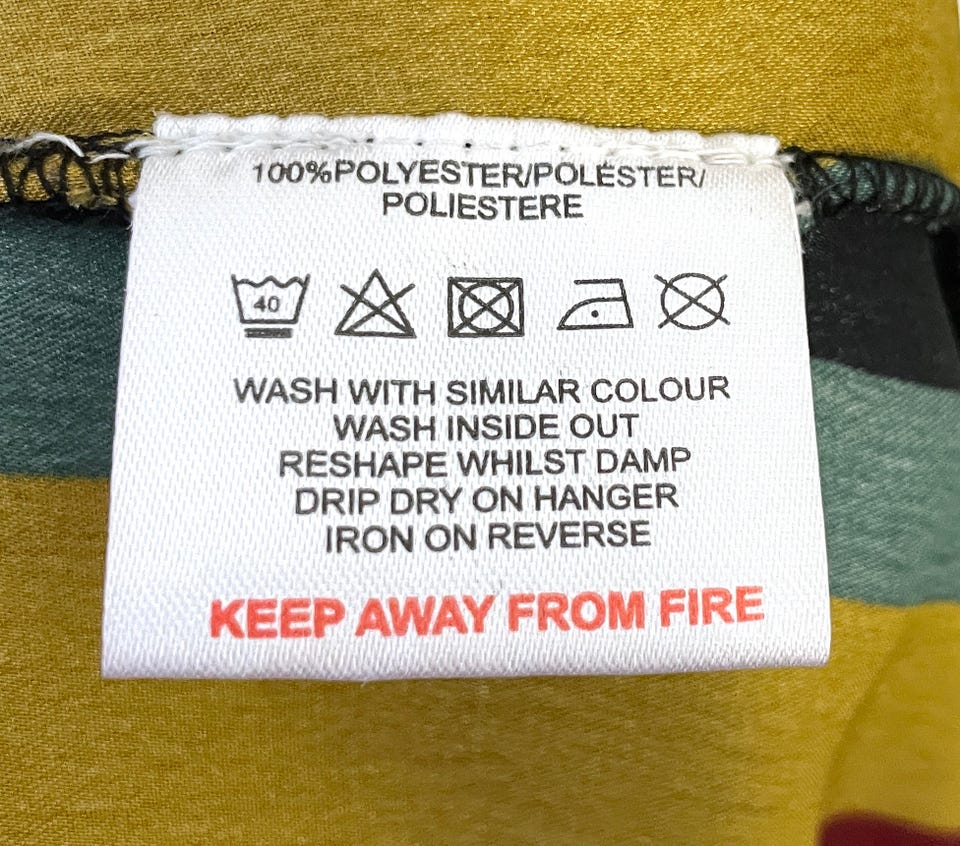 100%POLYESTER/POLÉSTER/
POLIESTERE
40
WASH WITH SIMILAR COLOUR
WASH INSIDE OUT
RESHAPE WHILST DAMP
DRIP DRY ON HANGER
IRON ON REVERSE
KEEP AWAY FROM FIRE